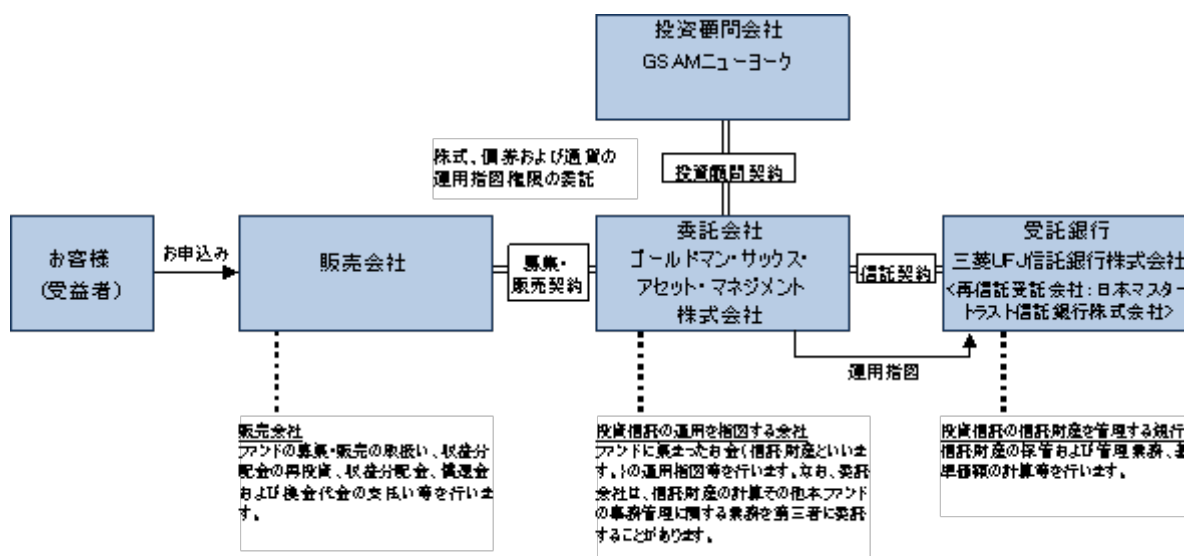 投資顧問会社
GSAMニューヨーク
株式、債券および通貨の
運用指図権限の委託
投資顧問契約
お客様
(受益者)
お申込み
販売会社
募集・
販売契約
委託会社
ゴールドマン・サックス・
アセット・マネジメント
株式会社
信託契約
受託銀行
三菱UFJ信託銀行株式会社
<再信託受託会社:日本マスター
トラスト信託銀行株式会社>
運用指図
販売会社
ファンドの募集・販売の取扱い、収益分
配金の再投資、収益分配金、償還金
および換金代金の支払い等を行いま
す。
投資信託の運用を指図する会社
ファンドに集まったお金(信託財産といいま
す。)の運用指図等を行います。なお、委託
会社は、信託財産の計算その他本ファンド
の事務管理に関する業務を第三者に委託
することがあります。
投資信託の信託財産を管理する銀行
信託財産の保管および管理業務、基
準価額の計算等を行います。